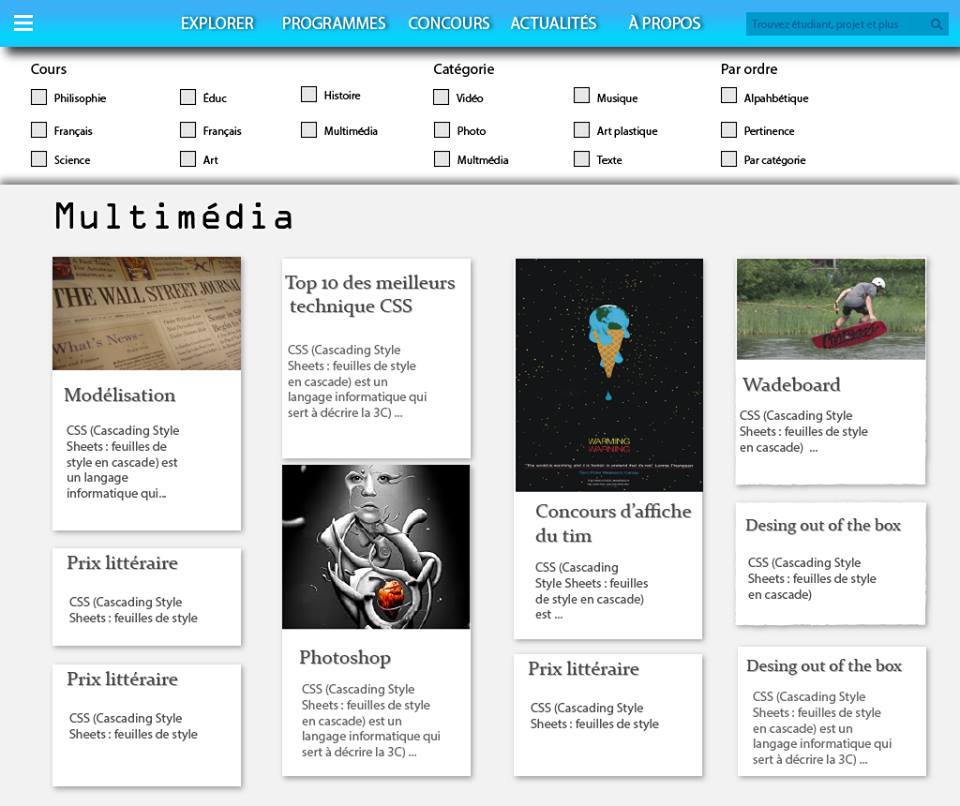 EXPLORER PROGRAMMES CONCOURS ACTUALITÉS À PROPOS Trouvez étudiant, projet et plus
Cours
Philisophie Éduc Histoire
Français Français Multimédia
Science Art
Catégorie
Vidéo Musique
Photo Art plastique
Multmédia Texte
Par ordre
Alpahbétique
Pertinence
Par catégorie
Multimédia
THE WALL STREET JOURNAL
What's News
Modélisation
CSS (Cascading Style
Sheets : feuilles de
style en cascade) est
un langage
informatique qui...
Prix littéraire
CSS (Cascading Style
Sheets : feuilles de style
Prix littéraire
CSS (Cascading Style
Sheets : feuilles de style
Top 10 des meilleurs
technique CSS
CSS (Cascading Style
Sheets : feuilles de style
en cascade) est un
langage informatique qui
sert à décrire la 3C) ...
Photoshop
CSS (Cascading Style
Sheets : feuilles de style
en cascade) est un
langage informatique qui
sert à décrire la 3C) ...
WARMING
WARNING
Concours d'affiche
du tim
CSS (Cascading
Style Sheets : feuilles
de style en cascade)
est ...
Prix littéraire
CSS (Cascading Style
Sheets : feuilles de style
Wadeboard
CSS (Cascading Style
Sheets : feuilles de style
en cascade) ...
Desing out of the box
CSS (Cascading Style
Sheets : feuilles de style
en cascade)
Desing out of the box
CSS (Cascading Style
Sheets : feuilles de style
en cascade) est un
langage informatique qui
sert à décrire la 3C) ...